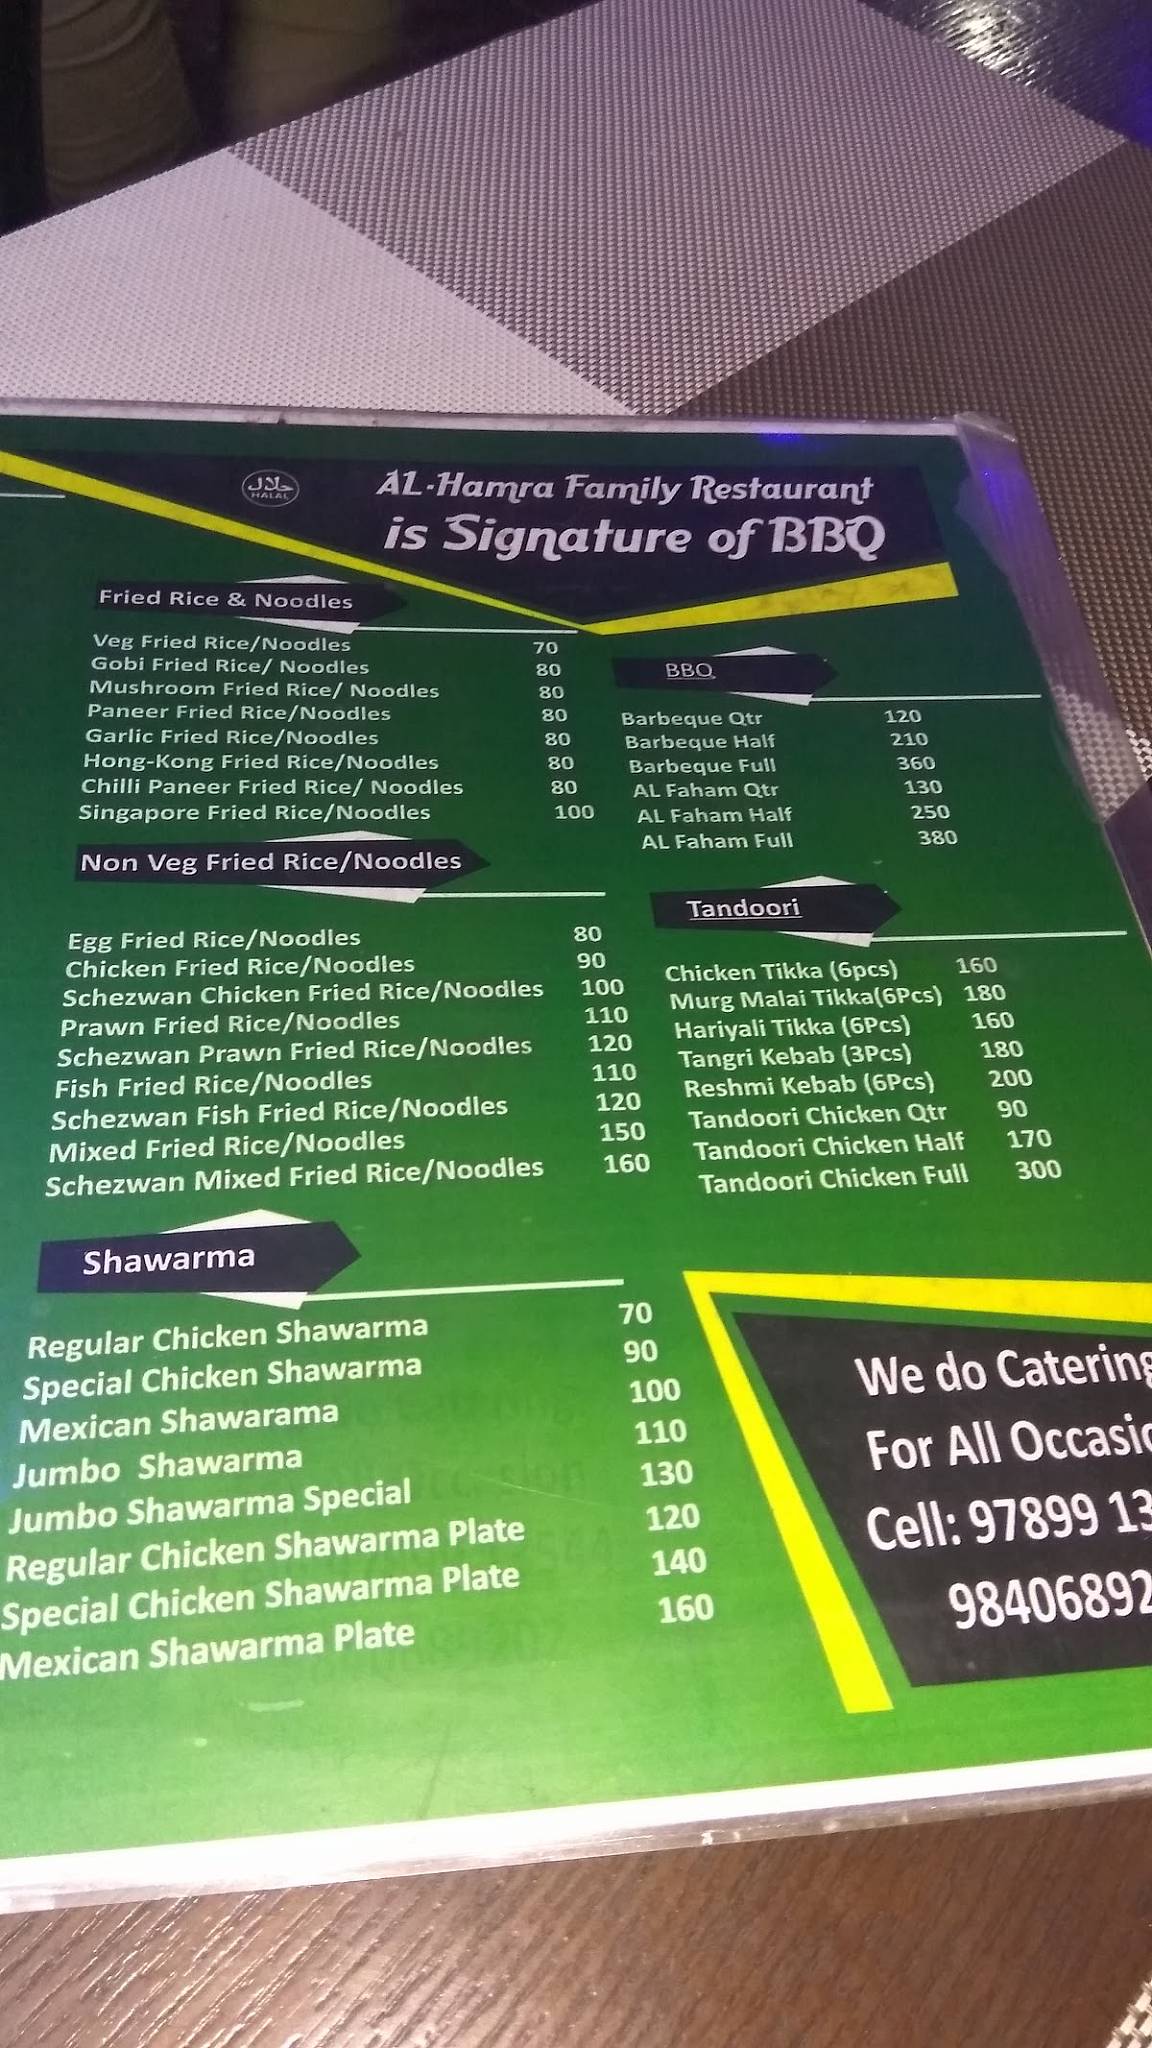 حلال
HALAL
AL-Hamra Family Restaurant
is Signature of BBQ
Fried Rice & Noodles
Veg Fried Rice/Noodles 70
Gobi Fried Rice/ Noodles 80
Mushroom Fried Rice/ Noodles 80
Paneer Fried Rice/Noodles 80
Garlic Fried Rice/Noodles 80
Hong-Kong Fried Rice/Noodles 80
Chilli Paneer Fried Rice/ Noodles 80
Singapore Fried Rice/Noodles 100
Non Veg Fried Rice/Noodles
Egg Fried Rice/Noodles 80
Chicken Fried Rice/Noodles 90
Schezwan Chicken Fried Rice/Noodles 100
Prawn Fried Rice/Noodles 110
Schezwan Prawn Fried Rice/Noodles 120
Fish Fried Rice/Noodles 110
Schezwan Fish Fried Rice/Noodles 120
Mixed Fried Rice/Noodles 150
Schezwan Mixed Fried Rice/Noodles 160
Shawarma
Regular Chicken Shawarma 70
Special Chicken Shawarma 90
Mexican Shawarama 100
Jumbo Shawarma 110
Jumbo Shawarma Special 130
Regular Chicken Shawarma Plate 120
Special Chicken Shawarma Plate 140
Mexican Shawarma Plate 160
BBQ
Barbeque Qtr 120
Barbeque Half 210
Barbeque Full 360
AL Faham Qtr 130
AL Faham Half 250
AL Faham Full 380
Tandoori
Chicken Tikka (6pcs) 160
Murg Malai Tikka(6Pcs) 180
Hariyali Tikka (6Pcs) 160
Tangri Kebab (3Pcs) 180
Reshmi Kebab (6Pcs) 200
Tandoori Chicken Qtr 90
Tandoori Chicken Half 170
Tandoori Chicken Full 300
We do Catering
For All Occasio
Cell: 97899 13
98406892